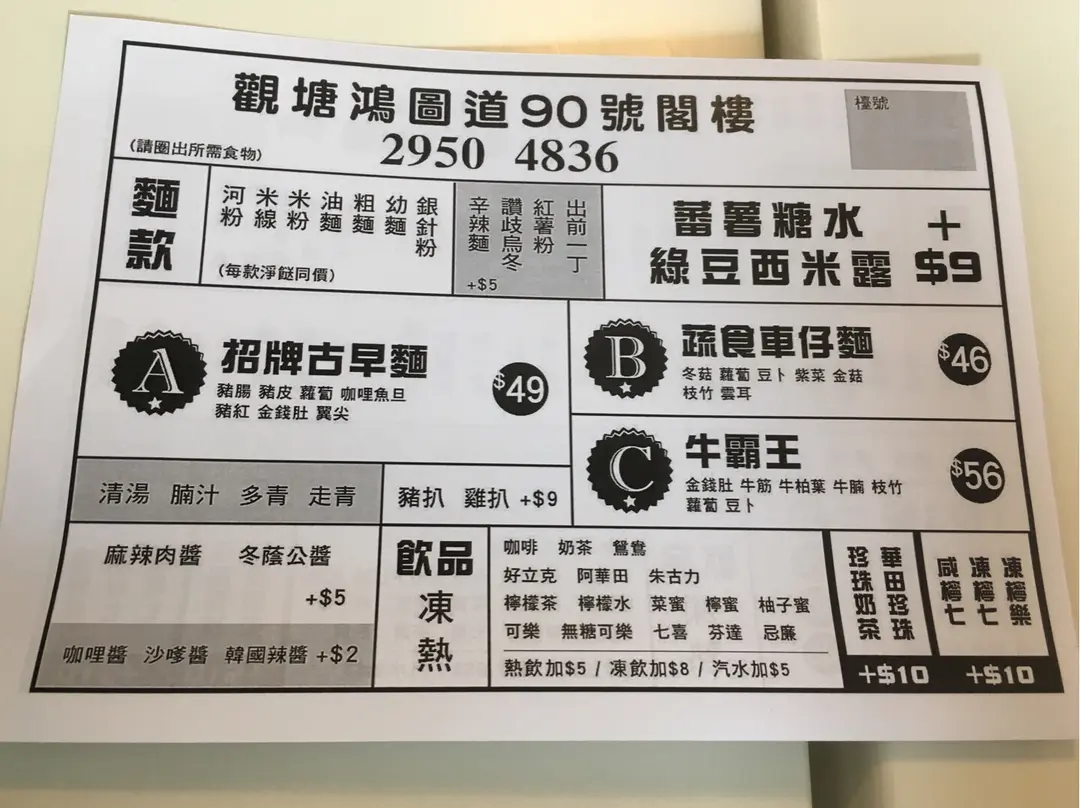 觀塘鴻圖道90號閣樓
檯號
(請圈出所需食物)
2950 4836
麵款
河粉
米線
米粉
油麵
粗麵
幼麵
銀針粉
(每款淨餸同價)
辛辣麵
讚歧烏冬
紅薯粉
出前一丁
+$5
蕃薯糖水
綠豆西米露
+
$9
A
招牌古早麵
豬腸 豬皮 蘿蔔 咖哩魚旦
豬紅 金錢肚 翼尖
$49
B
蔬食車仔麵
冬菇 蘿蔔 豆卜 紫菜 金菇
枝竹 雲耳
$46
C
牛霸王
金錢肚 牛筋 牛柏葉 牛腩 枝竹
蘿蔔 豆卜
$56
清湯 腩汁 多青 走青
豬扒 雞扒 +$9
麻辣肉醬 冬蔭公醬
+$5
咖哩醬 沙嗲醬 韓國辣醬 +$2
飲品
凍
熱
咖啡 奶茶 鴛鴦
好立克 阿華田 朱古力
檸檬茶 檸檬水 菜蜜 檸蜜 柚子蜜
可樂 無糖可樂 七喜 芬達 忌廉
熱飲加$5 / 凍飲加$8 / 汽水加$5
珍珠奶茶
華田珍珠
+$10
咸檸七
凍檸七
凍檸樂
+$10